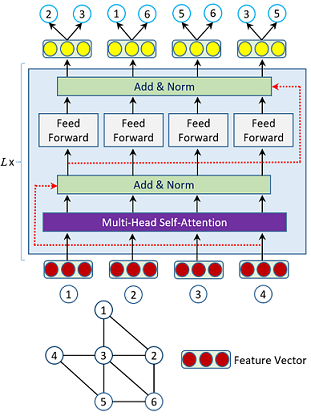 2 3 1 6 5 6 3 5
Add & Norm
Feed Forward Feed Forward Feed Forward Feed Forward
L x
Add & Norm
Multi-Head Self-Attention
1 2 3 4
1
4 3 2
5 6
Feature Vector